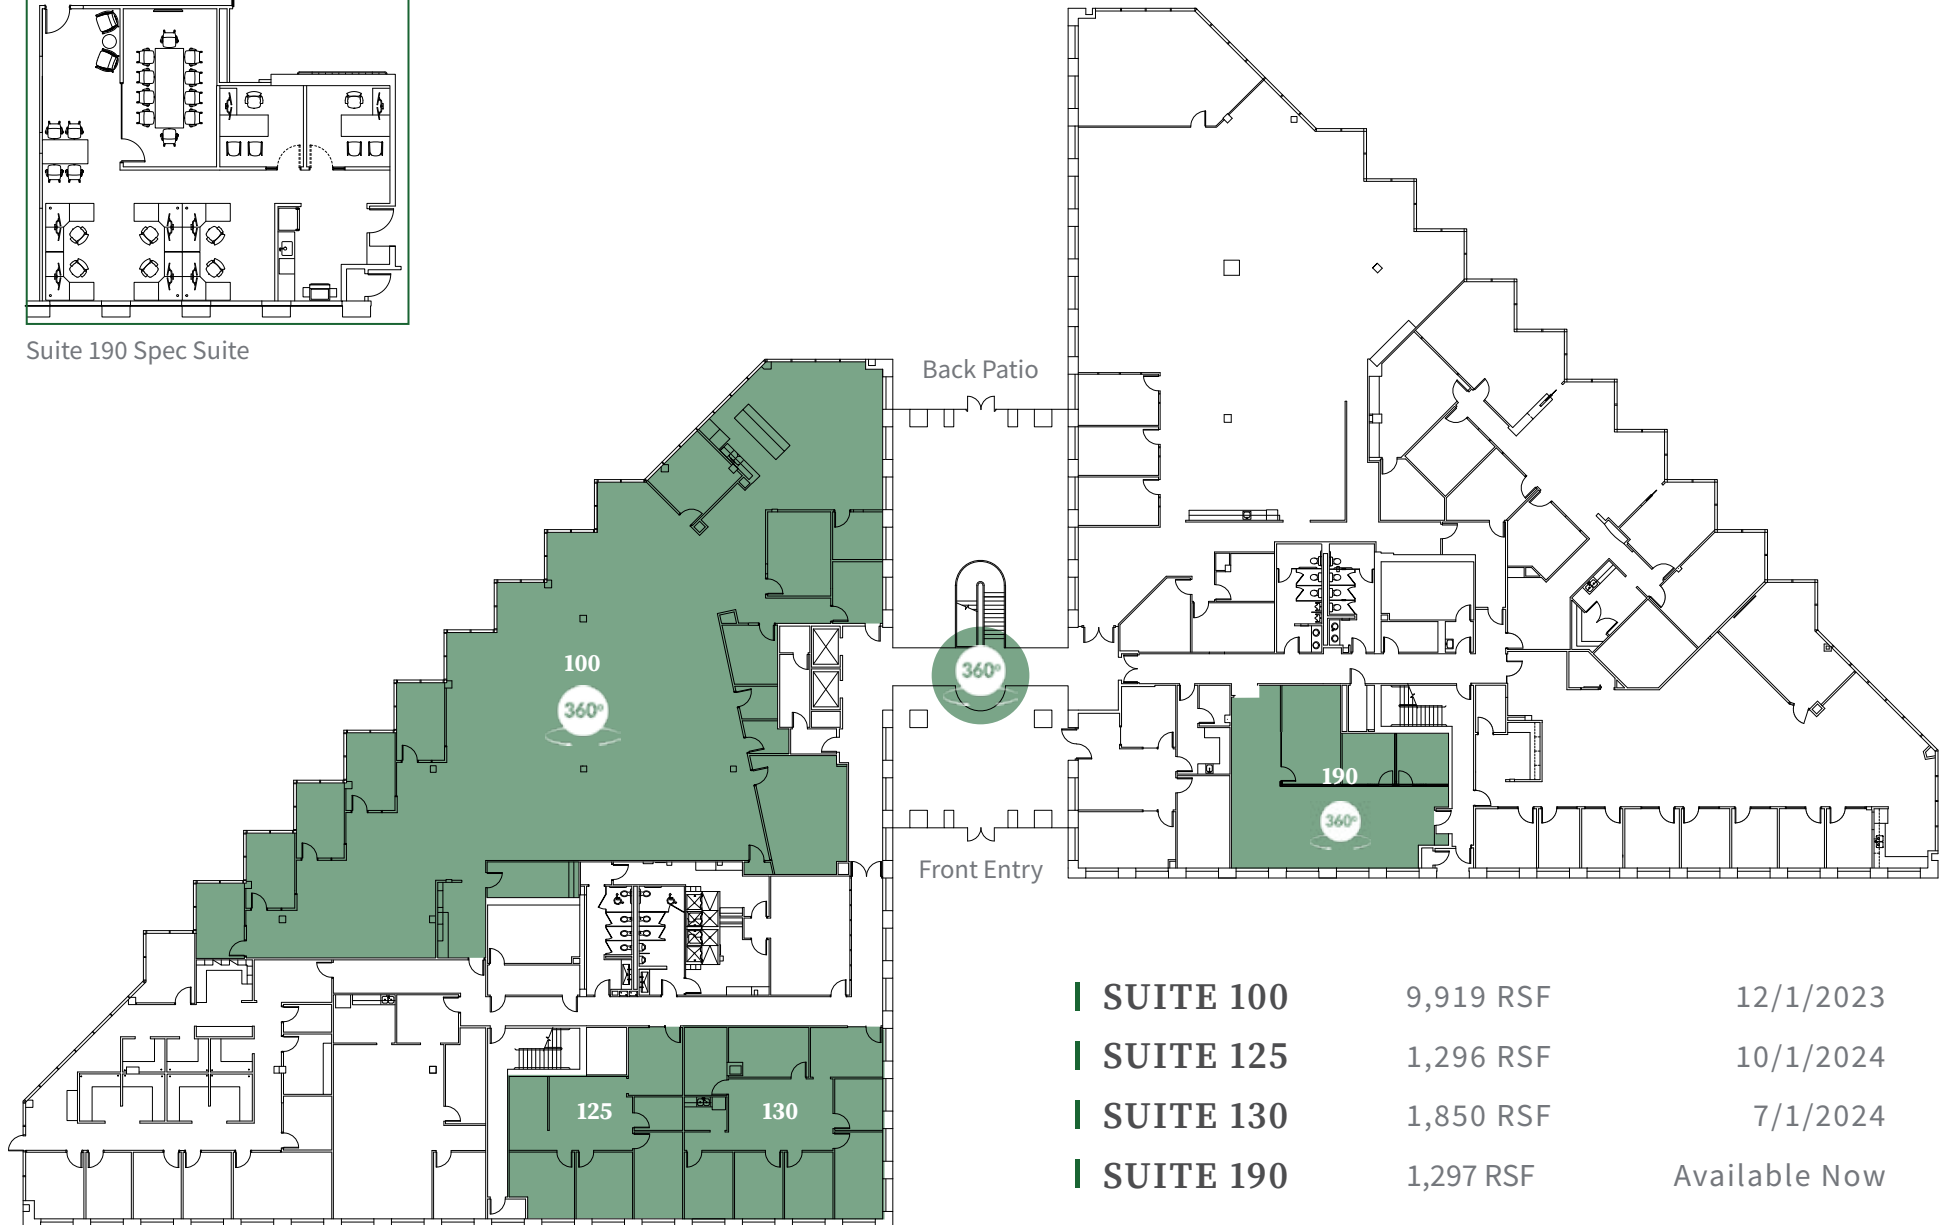 Suite 190 Spec Suite
Back Patio
100
360°
360°
190
360°
Front Entry
125
130
SUITE 100 9,919 RSF 12/1/2023
SUITE 125 1,296 RSF 10/1/2024
SUITE 130 1,850 RSF 7/1/2024
SUITE 190 1,297 RSF Available Now